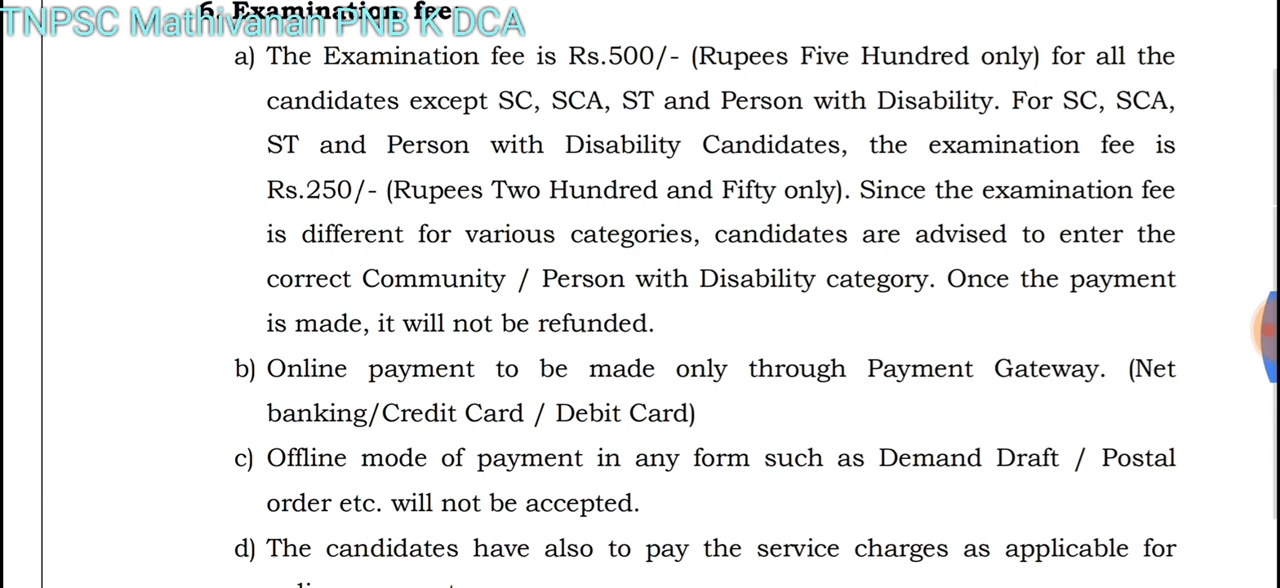 6. Examination fee
TNPSC Mathivanan PNB K DCA
a) The Examination fee is Rs.500/- (Rupees Five Hundred only) for all the
candidates except SC, SCA, ST and Person with Disability. For SC, SCA,
ST and Person with Disability Candidates, the examination fee is
Rs.250/- (Rupees Two Hundred and Fifty only). Since the examination fee
is different for various categories, candidates are advised to enter the
correct Community / Person with Disability category. Once the payment
is made, it will not be refunded.
b) Online payment to be made only through Payment Gateway. (Net
banking/Credit Card / Debit Card)
c) Offline mode of payment in any form such as Demand Draft / Postal
order etc. will not be accepted.
d) The candidates have also to pay the service charges as applicable for